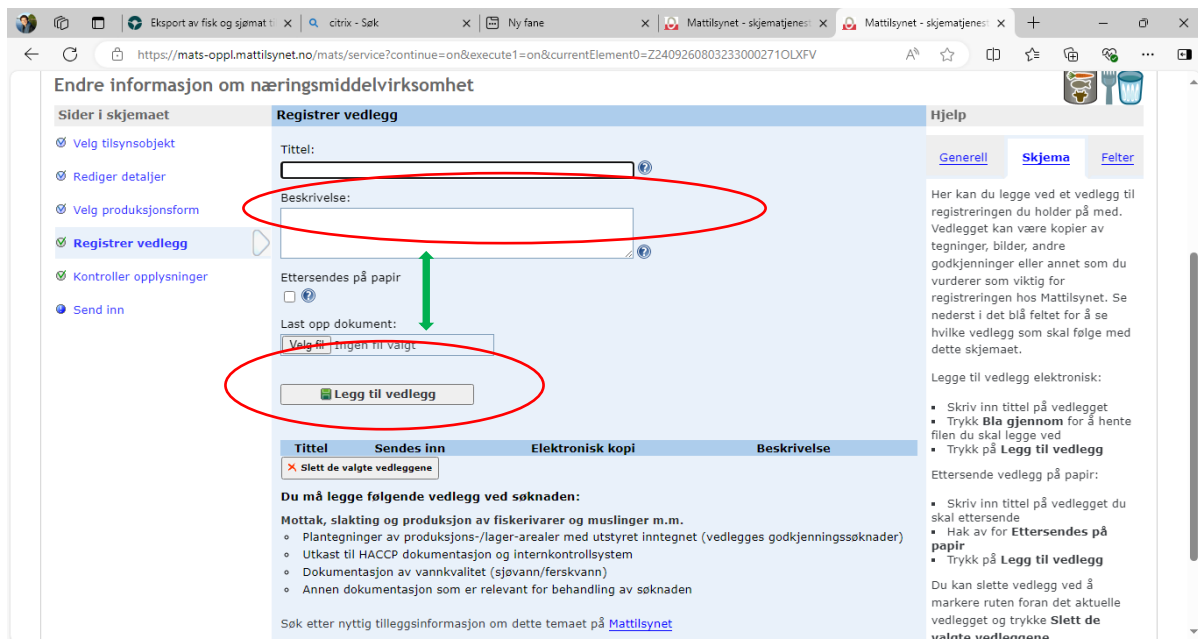 Eksport av fisk og sjømat ti
citrix - Søk
Ny fane
Mattilsynet - skjematjenest
Mattilsynet - skjematjenest
https://mats-oppl.mattilsynet.no/mats/service?continue=on&execute1=on&currentElement0=Z2409260803233000271OLXFV
Endre informasjon om næringsmiddelvirksomhet
Sider i skjemaet
Velg tilsynsobjekt
Rediger detaljer
Velg produksjonsform
Registrer vedlegg
Kontroller opplysninger
Send inn
Registrer vedlegg
Tittel:
Beskrivelse:
Ettersendes på papir
Last opp dokument:
Velg fil Ingen fil valgt
Legg til vedlegg
Tittel Sendes inn Elektronisk kopi Beskrivelse
Slett de valgte vedleggene
Du må legge følgende vedlegg ved søknaden:
Mottak, slakting og produksjon av fiskerivarer og muslinger m.m.
Plantegninger av produksjons-/lager-arealer med utstyret inntegnet (vedlegges godkjenningssøknader)
Utkast til HACCP dokumentasjon og internkontrollsystem
Dokumentasjon av vannkvalitet (sjøvann/ferskvann)
Annen dokumentasjon som er relevant for behandling av søknaden
Søk etter nyttig tilleggsinformasjon om dette temaet på Mattilsynet
Hjelp
Generell Skjema Felter
Her kan du legge ved et vedlegg til
registreringen du holder på med.
Vedlegget kan være kopier av
tegninger, bilder, andre
godkjenninger eller annet som du
vurderer som viktig for
registreringen hos Mattilsynet. Se
nederst i det blå feltet for å se
hvilke vedlegg som skal følge med
dette skjemaet.
Legge til vedlegg elektronisk:
Skriv inn tittel på vedlegget
Trykk Bla gjennom for å hente
filen du skal legge ved
Trykk på Legg til vedlegg
Ettersende vedlegg på papir:
Skriv inn tittel på vedlegget du
skal ettersende
Hak av for Ettersendes på
papir
Trykk på Legg til vedlegg
Du kan slette vedlegg ved å
markere ruten foran det aktuelle
vedlegget og trykke Slett de
valgte vedleggene